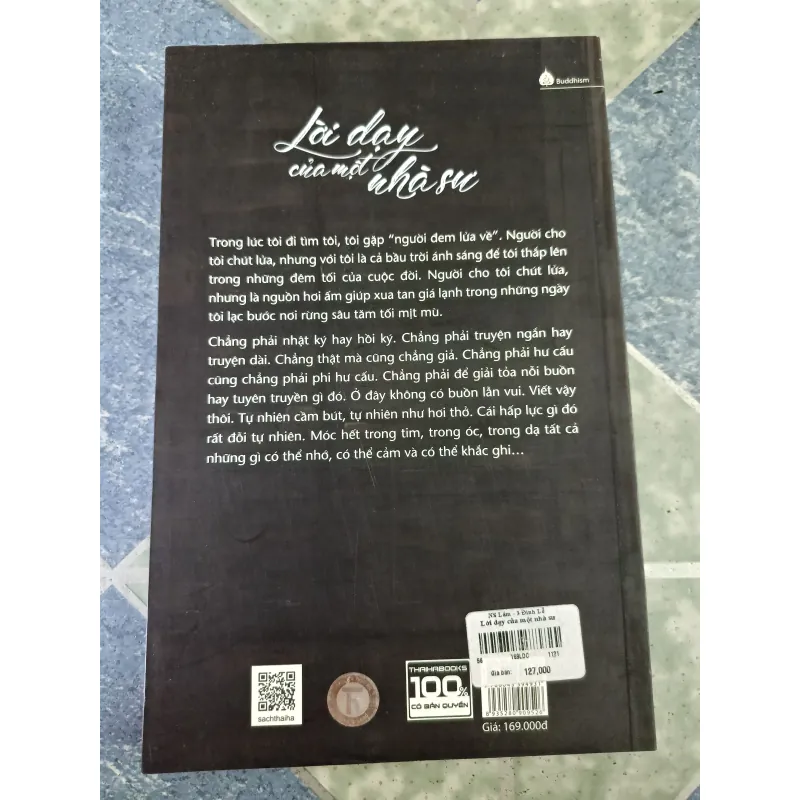 Buddhism
Lời dạy
của một nhà sư
Trong lúc tôi đi tìm tôi, tôi gặp “người đem lửa về”. Người cho
tôi chút lửa, nhưng với tôi là cả bầu trời ánh sáng để tôi thắp lên
trong những đêm tối của cuộc đời. Người cho tôi chút lửa,
nhưng là nguồn hơi ấm giúp xua tan giá lạnh trong những ngày
tôi lạc bước nơi rừng sâu tăm tối mịt mù.
Chẳng phải nhật ký hay hồi ký. Chẳng phải truyện ngắn hay
truyện dài. Chẳng thật mà cũng chẳng giả. Chẳng phải hư cấu
cũng chẳng phải phi hư cấu. Chẳng phải để giải tỏa nỗi buồn
hay tuyên truyền gì đó. Ở đây không có buồn lẫn vui. Viết vậy
thôi. Tự nhiên cầm bút, tự nhiên như hơi thở. Cái hấp lực gì đó
rất đỗi tự nhiên. Móc hết trong tim, trong óc, trong dạ tất cả
những gì có thể nhớ, có thể cảm và có thể khắc ghi…
NS Lâm - 3 Đinh Lễ
Lời dạy của một nhà sư
56 169LDC 1121
Giá bán: 127,000
sachthaiha
THAIHABOOKS
100%
CÓ BẢN QUYỀN
Giá: 169.000đ